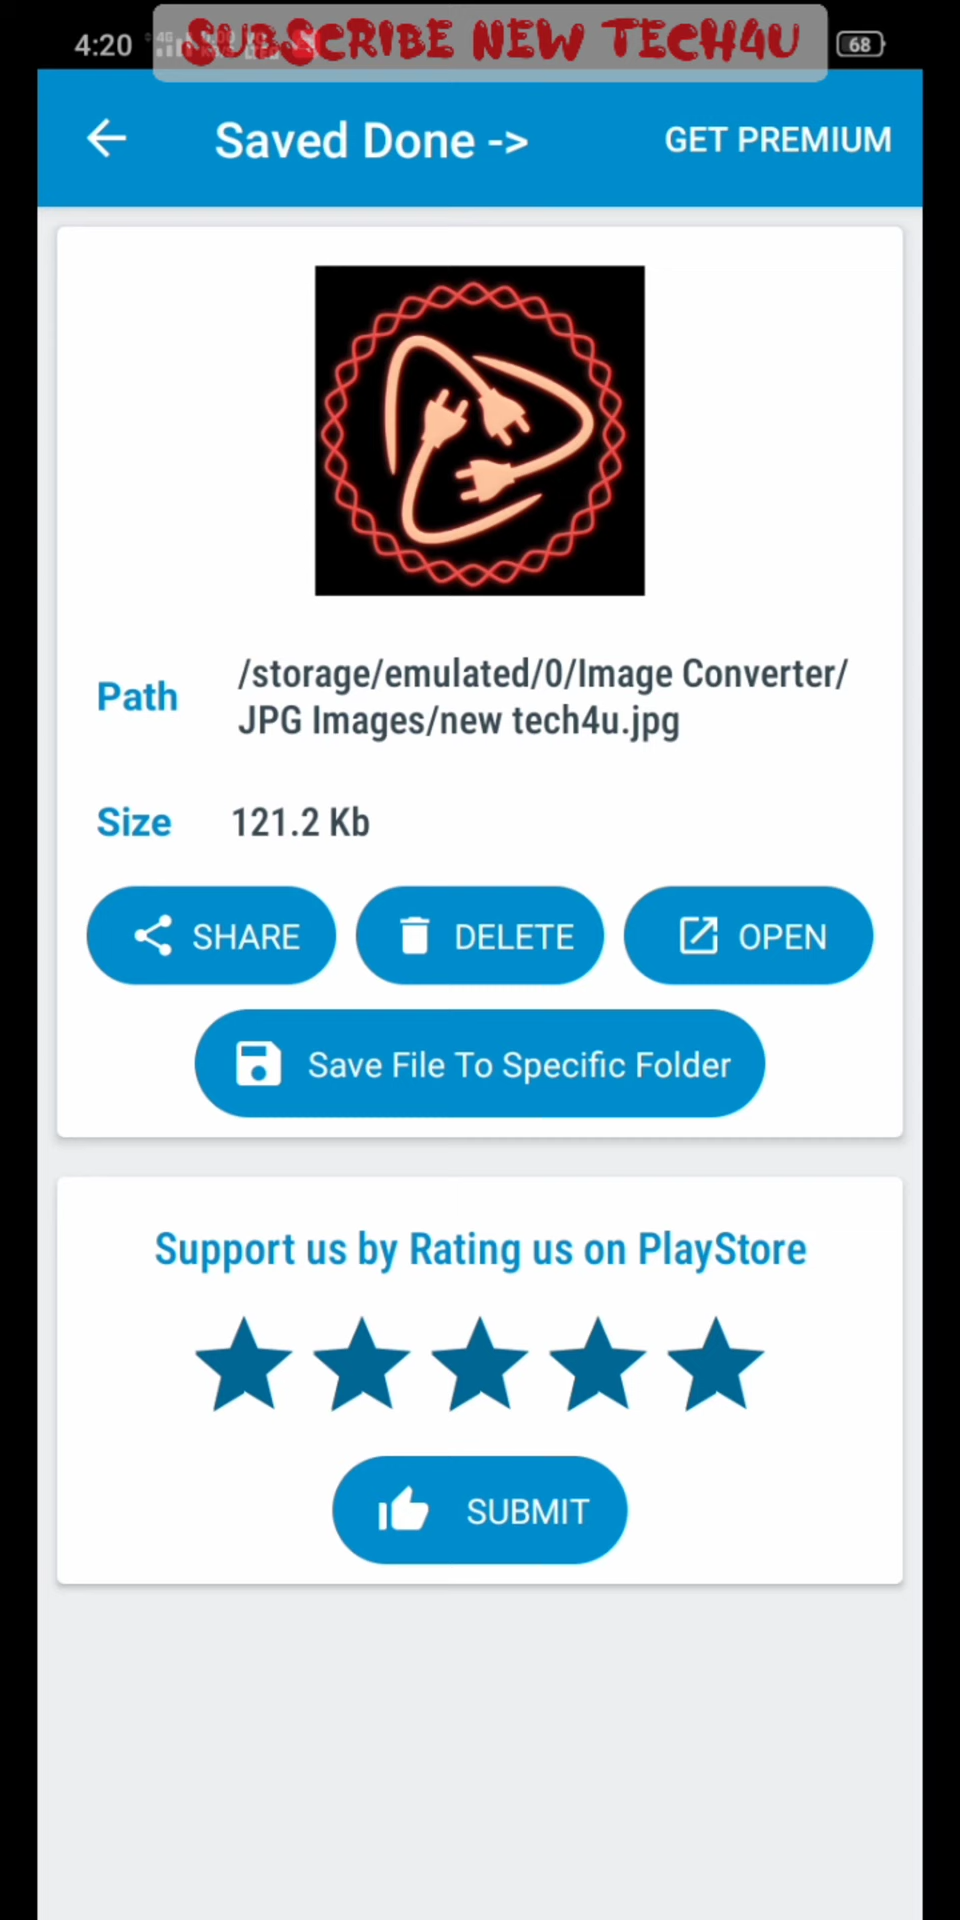 4:20
4G
SUBSCRIBE NEW TECH4U
68
Saved Done ->
GET PREMIUM
Path
/storage/emulated/0/Image Converter/
JPG Images/new tech4u.jpg
Size
121.2 Kb
SHARE
DELETE
OPEN
Save File To Specific Folder
Support us by Rating us on PlayStore
SUBMIT